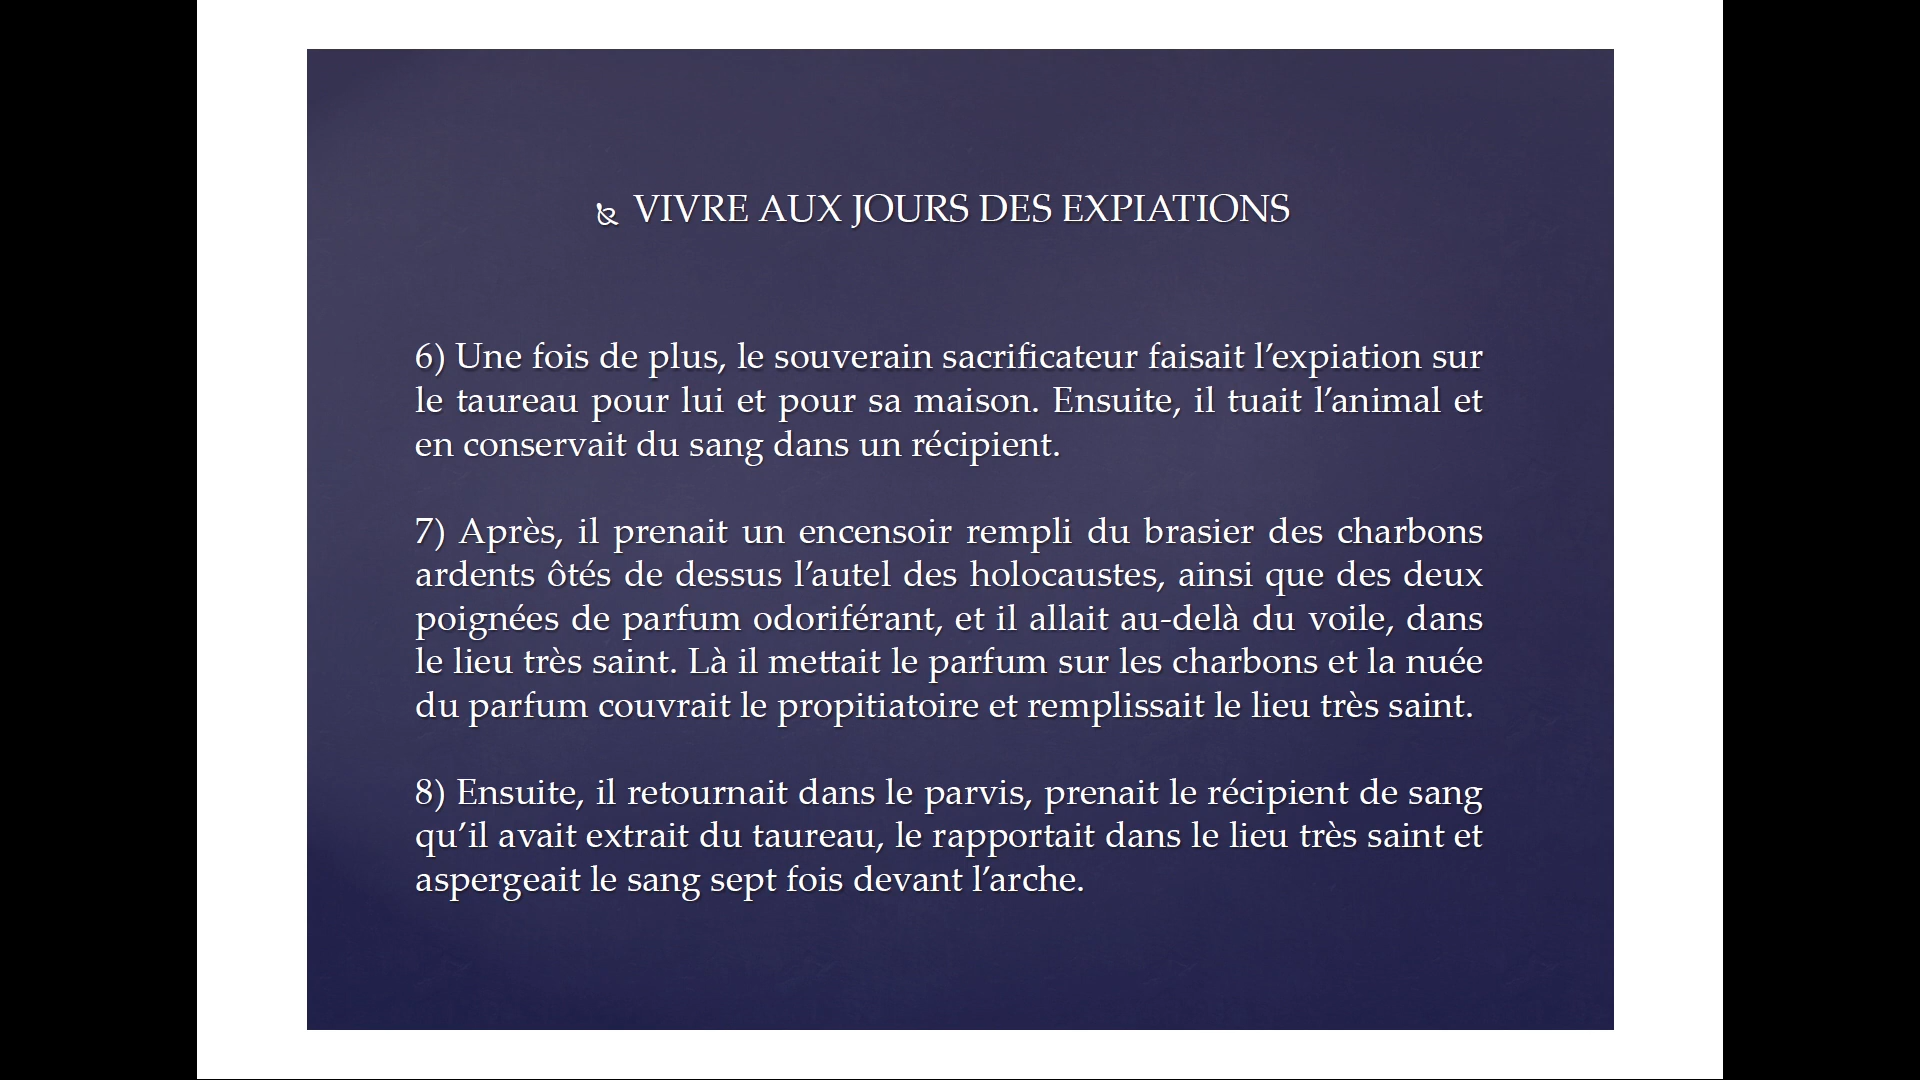 VIVRE AUX JOURS DES EXPIATIONS
6) Une fois de plus, le souverain sacrificateur faisait l’expiation sur
le taureau pour lui et pour sa maison. Ensuite, il tuait l’animal et
en conservait du sang dans un récipient.
7) Après, il prenait un encensoir rempli du brasier des charbons
ardents ôtés de dessus l’autel des holocaustes, ainsi que des deux
poignées de parfum odoriférant, et il allait au-delà du voile, dans
le lieu très saint. Là il mettait le parfum sur les charbons et la nuée
du parfum couvrait le propitiatoire et remplissait le lieu très saint.
8) Ensuite, il retournait dans le parvis, prenait le récipient de sang
qu’il avait extrait du taureau, le rapportait dans le lieu très saint et
aspergeait le sang sept fois devant l’arche.